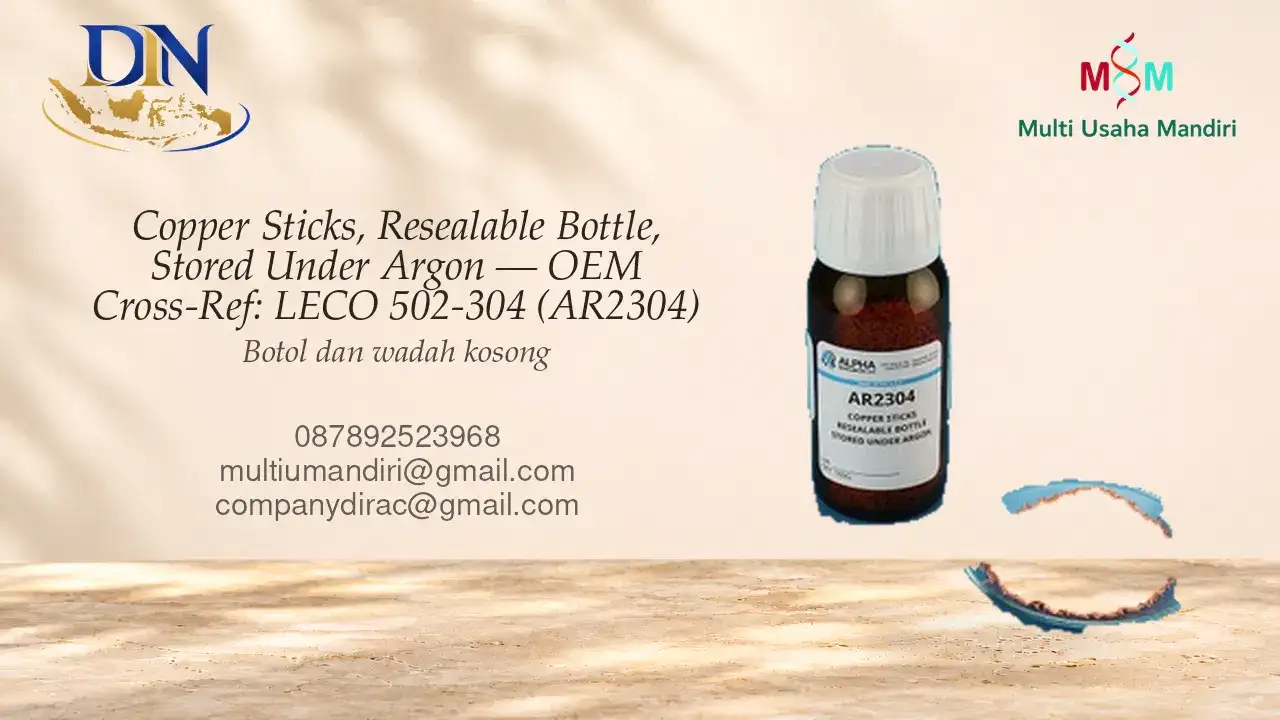 DN
MSM
Multi Usaha Mandiri
Copper Sticks, Resealable Bottle,
Stored Under Argon — OEM
Cross-Ref: LECO 502-304 (AR2304)
Botol dan wadah kosong
087892523968
multiumandiri@gmail.com
companydirac@gmail.com
ALPHA
AR2304
COPPER STICKS
RESEALABLE BOTTLE
STORED UNDER ARGON